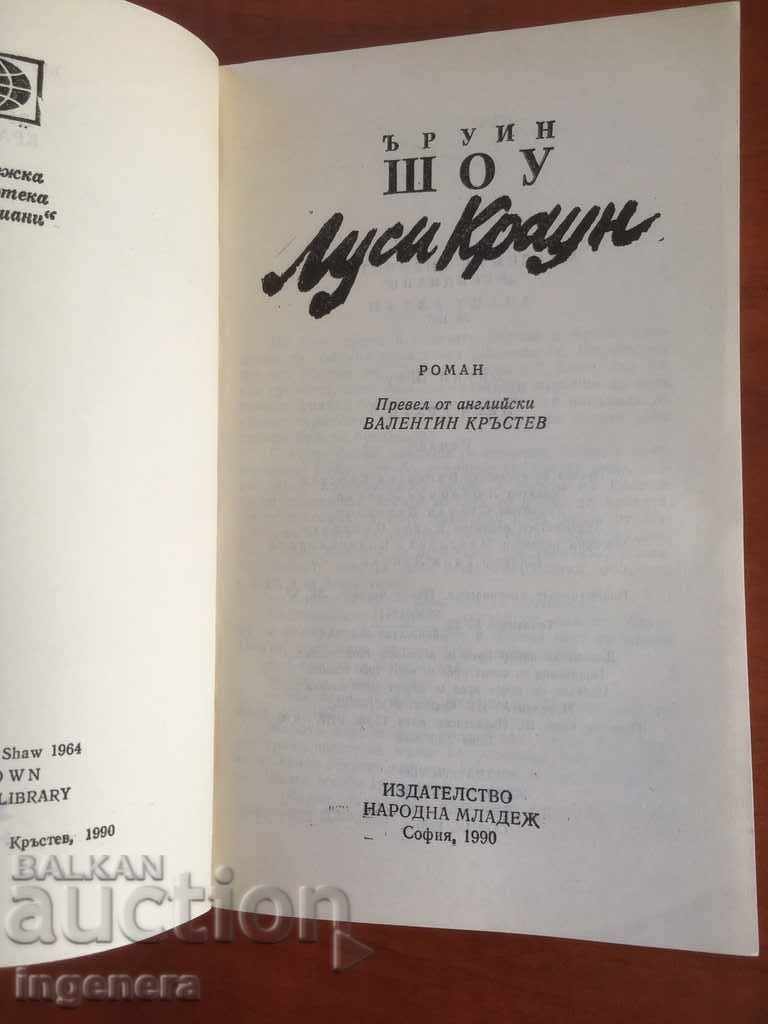 жка
тека
иани“
Shaw 1964
OWN
LIBRARY
Кръстев, 1990
ЪРУИН
ШОУ
Луси Краун
РОМАН
Превел от английски
ВАЛЕНТИН КРЪСТЕВ
ИЗДАТЕЛСТВО
НАРОДНА МЛАДЕЖ
София, 1990
BALKAN
auction
ingenera